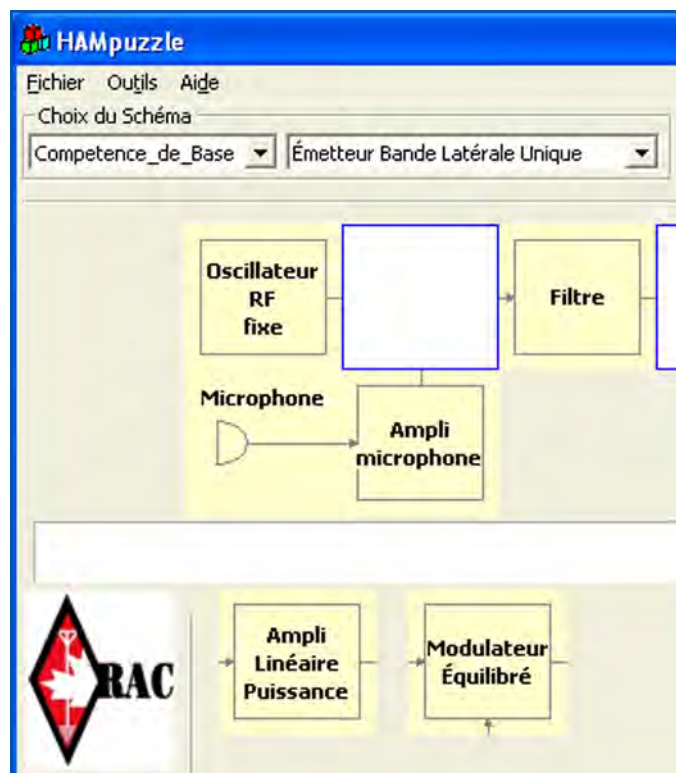 HAMpuzzle
Fichier Outils Aide
Choix du Schéma
Competence_de_Base Émetteur Bande Latérale Unique
Oscillateur
RF
fixe
Filtre
Microphone
Ampli
microphone
Ampli
Linéaire
Puissance
Modulateur
Équilibré
RAC